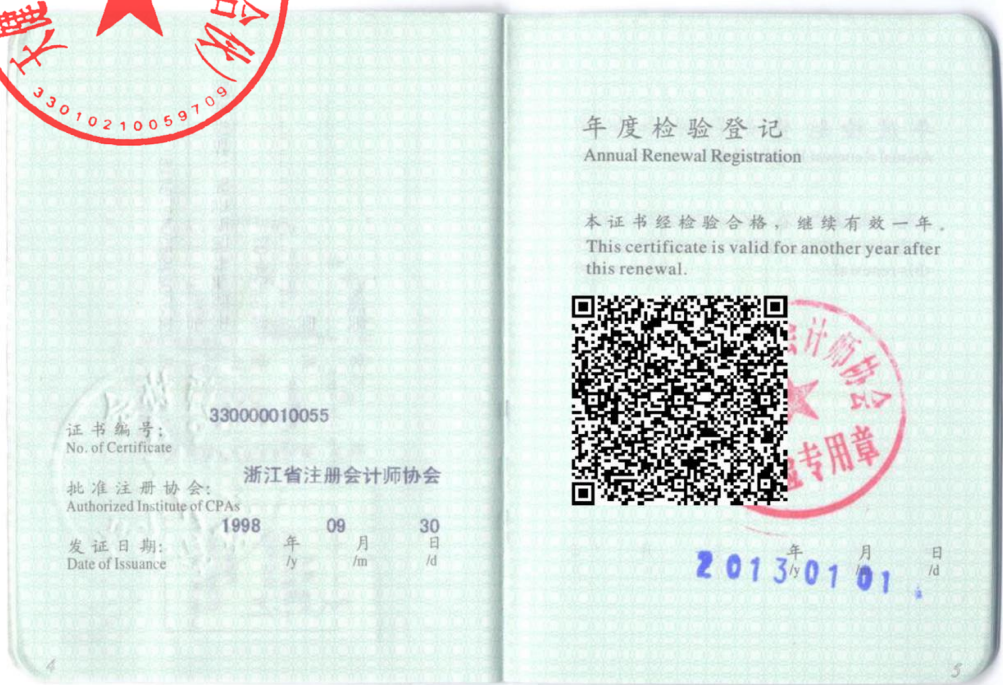 33010210059709
证书编号:
330000010055
No. of Certificate
批准注册协会:
浙江省注册会计师协会
Authorized Institute of CPAs
发证日期:
1998 年 09 月 30 日
Date of Issuance
/y /m /d
4
年度检验登记
Annual Renewal Registration
本证书经检验合格，继续有效一年。
This certificate is valid for another year after
this renewal.
计师协会
专用章
年 月 日
2013 01 01
/y /m /d
5